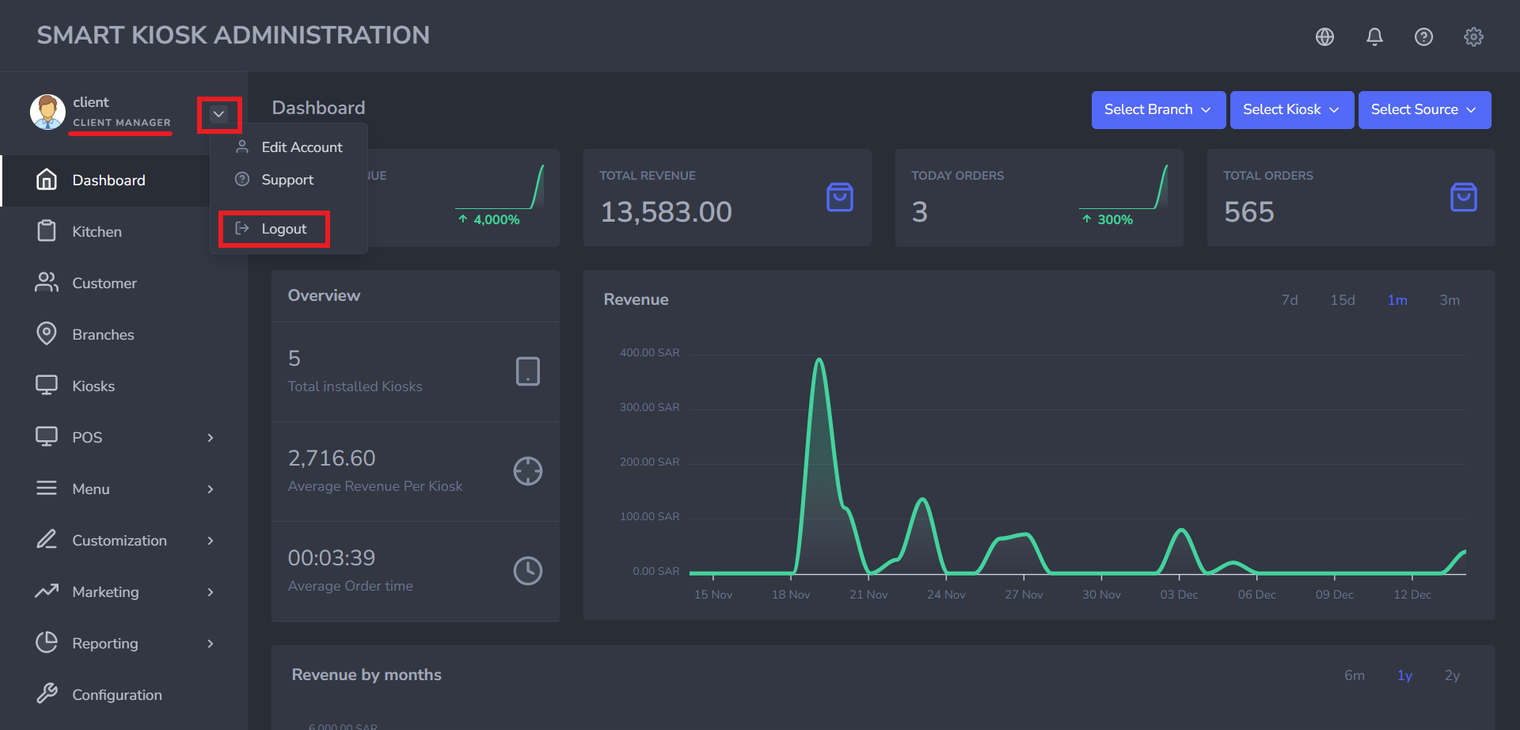 SMART KIOSK ADMINISTRATION
client
CLIENT MANAGER
Edit Account
Support
Logout
Dashboard
Kitchen
Customer
Branches
Kiosks
POS
Menu
Customization
Marketing
Reporting
Configuration
Dashboard
Select Branch
Select Kiosk
Select Source
4,000%
TOTAL REVENUE
13,583.00
TODAY ORDERS
3
300%
TOTAL ORDERS
565
Overview
5
Total installed Kiosks
2,716.60
Average Revenue Per Kiosk
00:03:39
Average Order time
Revenue
7d 15d 1m 3m
400.00 SAR
300.00 SAR
200.00 SAR
100.00 SAR
0.00 SAR
15 Nov 18 Nov 21 Nov 24 Nov 27 Nov 30 Nov 03 Dec 06 Dec 09 Dec 12 Dec
Revenue by months
6m 1y 2y
6,000.00 SAR